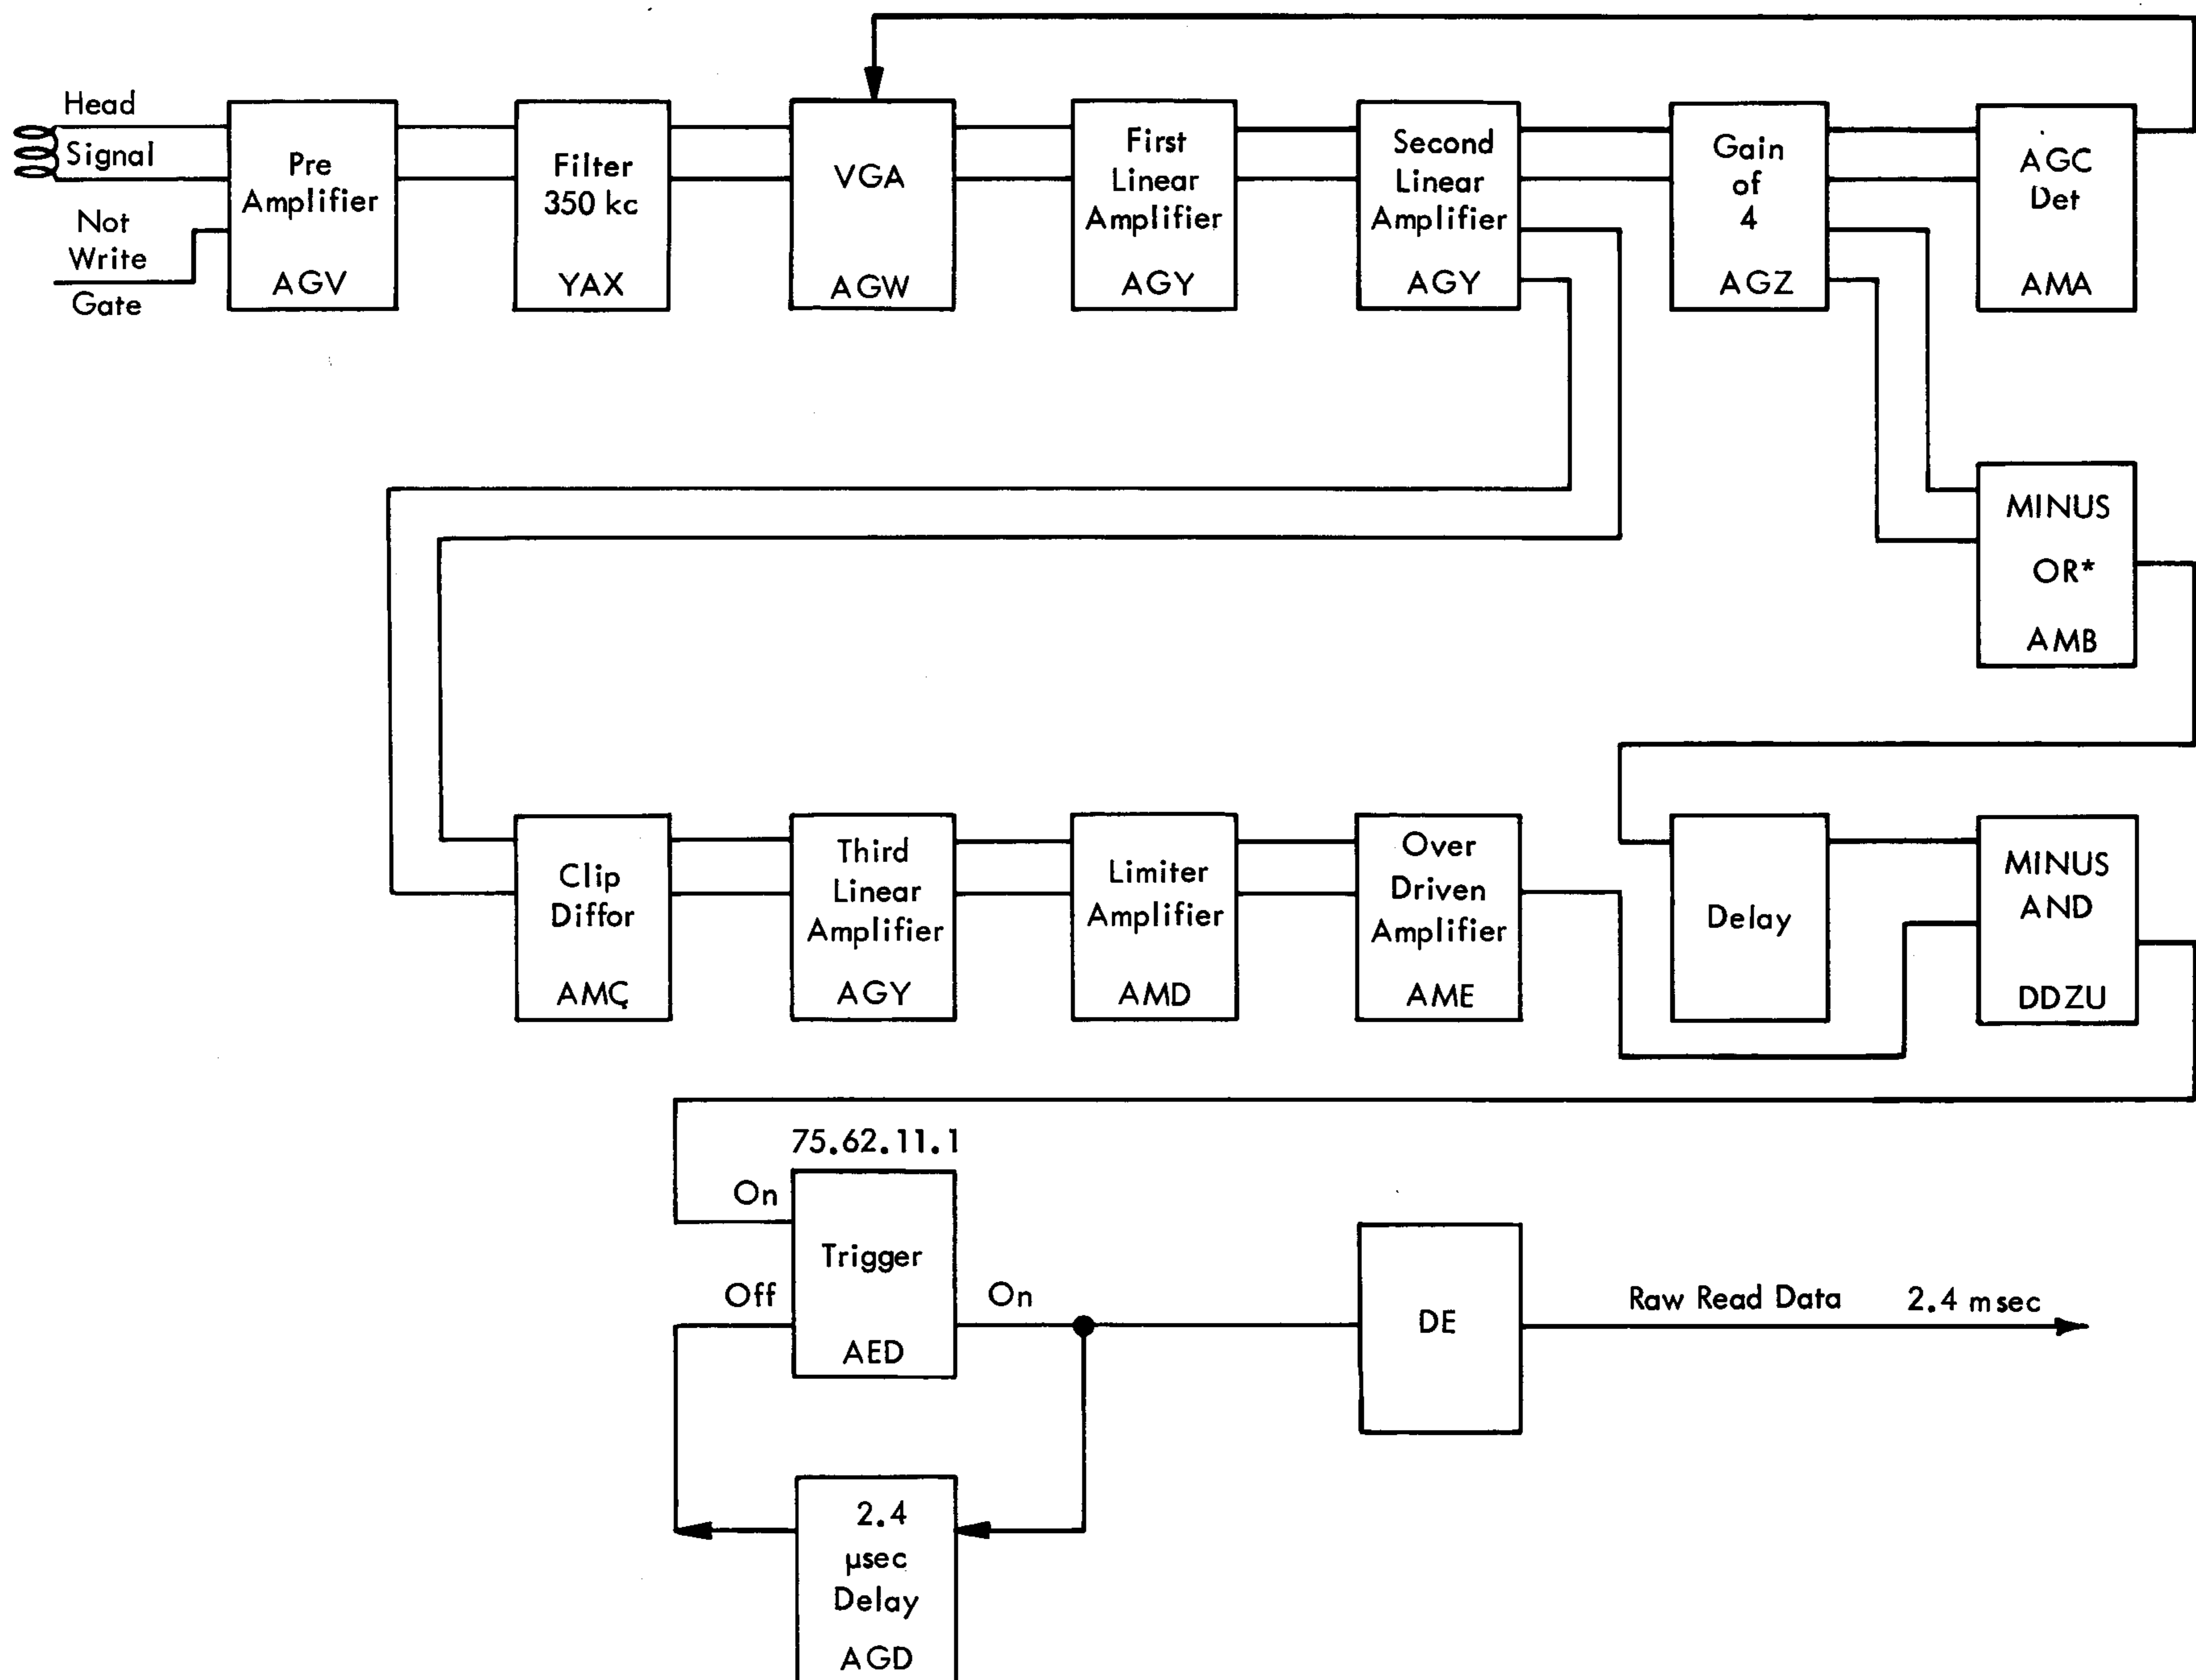 Head
Signal
Not
Write
Gate
Pre
Amplifier
AGV
Filter
350 kc
YAX
VGA
AGW
First
Linear
Amplifier
AGY
Second
Linear
Amplifier
AGY
Gain
of
4
AGZ
AGC
Det
AMA
MINUS
OR*
AMB
Clip
Diffor
AMC
Third
Linear
Amplifier
AGY
Limiter
Amplifier
AMD
Over
Driven
Amplifier
AME
Delay
MINUS
AND
DDZU
75.62.11.1
On
Trigger
Off
On
AED
DE
Raw Read Data 2.4 msec
2.4
μsec
Delay
AGD